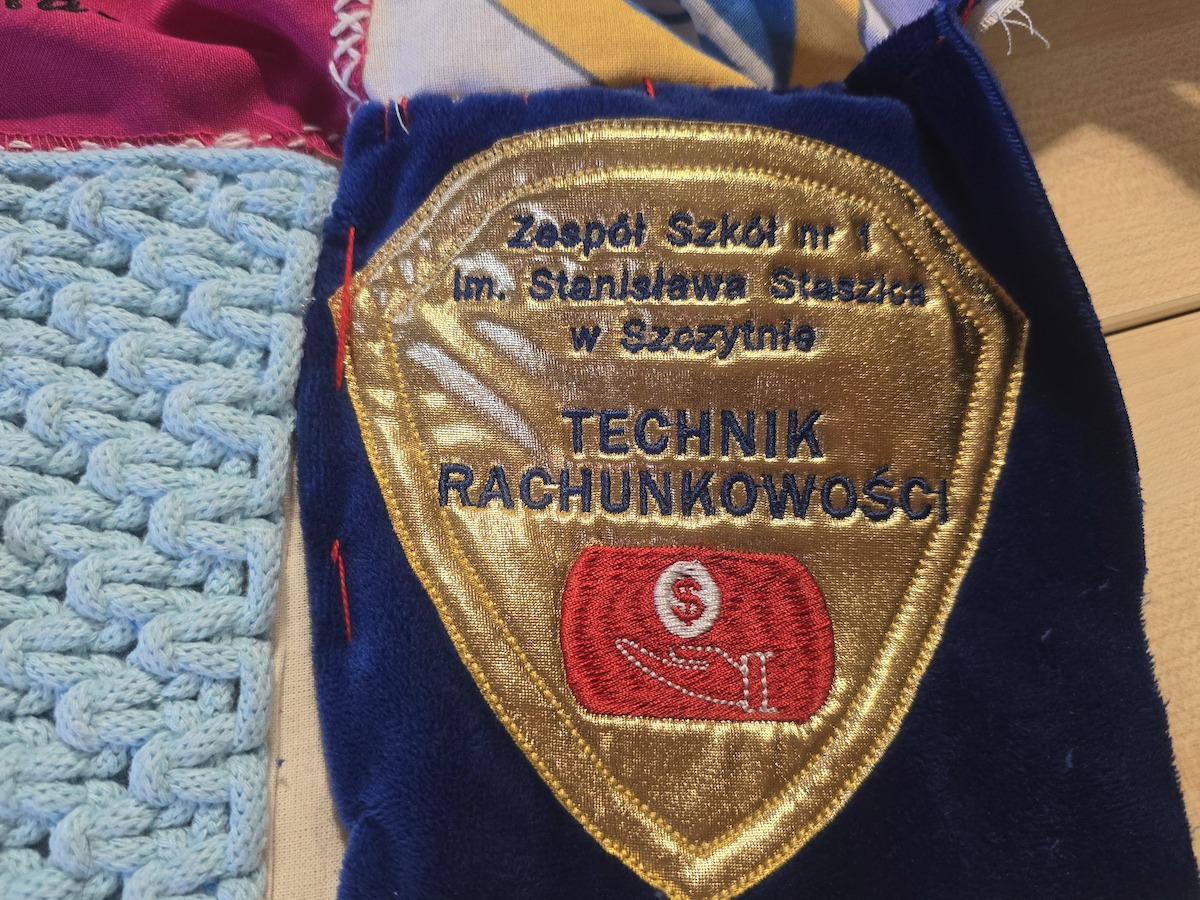 Zespół Szkół nr 1
im. Stanisława Staszica
w Szczytnie
TECHNIK
RACHUNKOWOŚCI
$